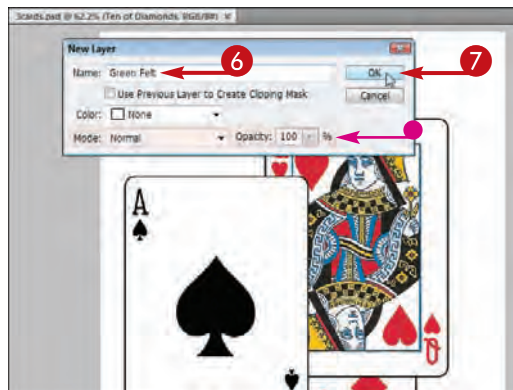 3cards.psd @ 62.2% (Ten of Diamonds, RGB/8#) ×
New Layer
Name: Green Felt
6
OK
7
Use Previous Layer to Create Clipping Mask
Cancel
Color: None
Mode: Normal
Opacity: 100 %
A
Q